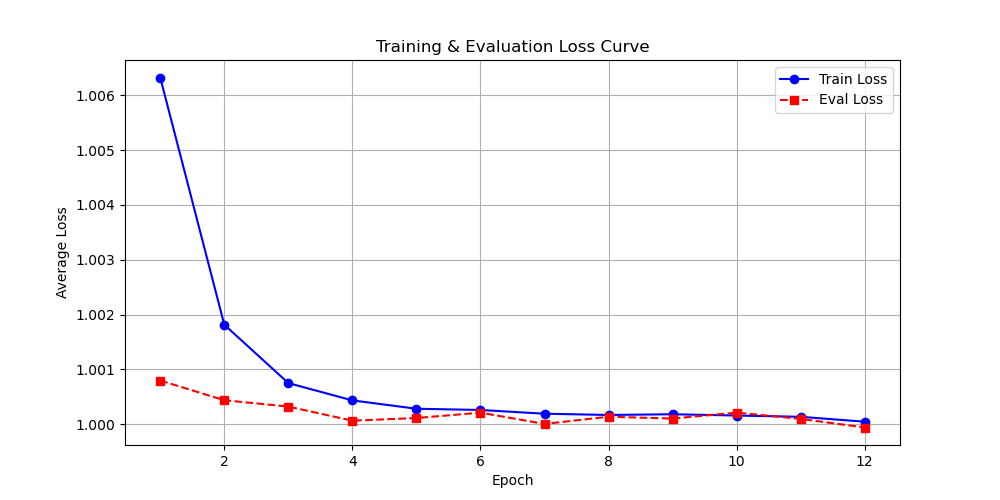 Training & Evaluation Loss Curve
Train Loss
Eval Loss
1.006
1.005
1.004
1.003
1.002
1.001
1.000
Average Loss
2 4 6 8 10 12
Epoch